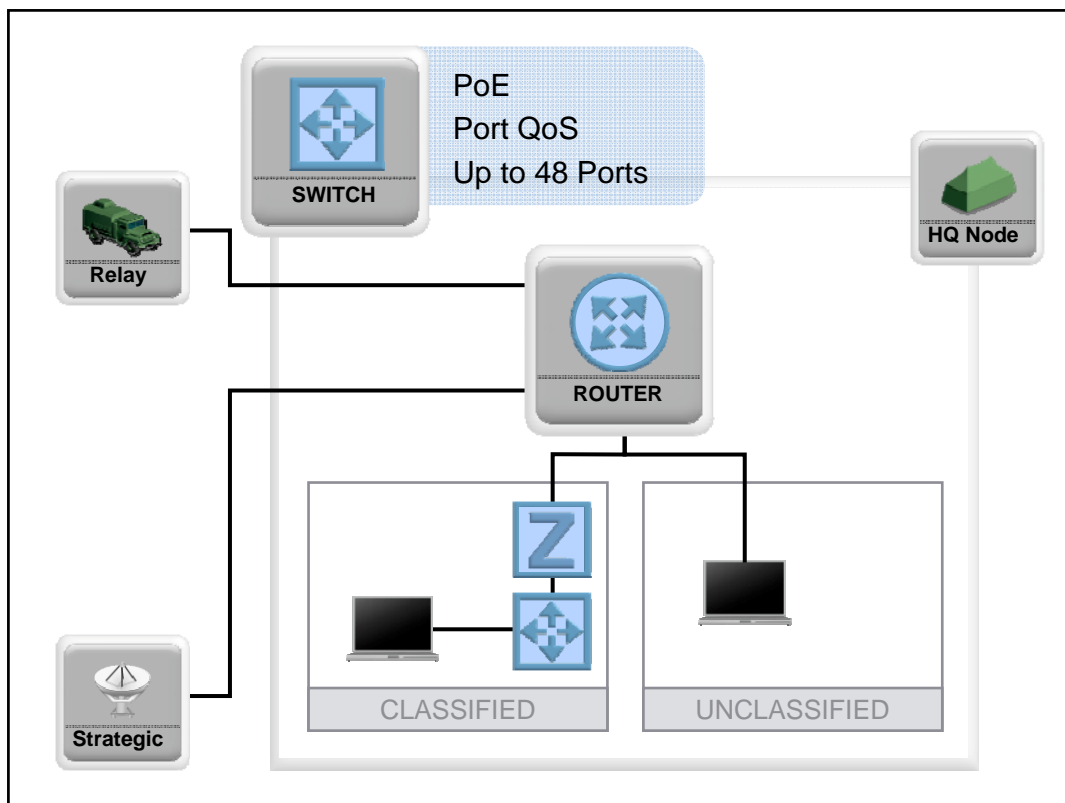 PoE
Port QoS
Up to 48 Ports
SWITCH
HQ Node
Relay
ROUTER
Z
CLASSIFIED
UNCLASSIFIED
Strategic